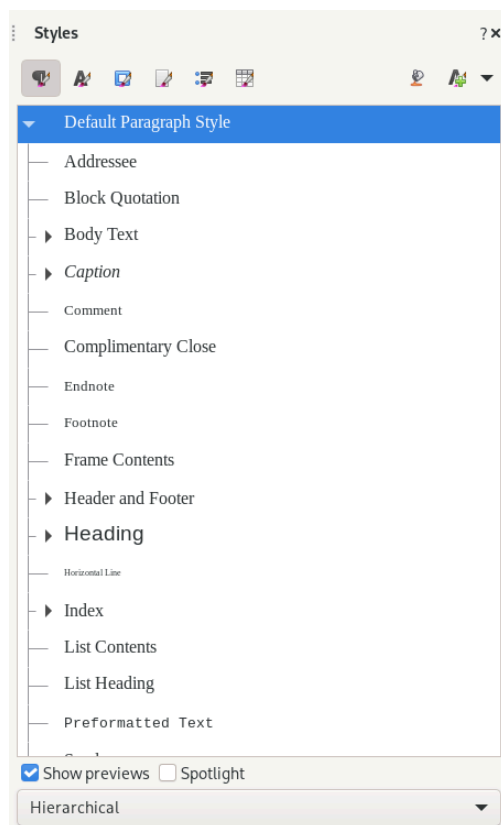 Styles ? ×
Default Paragraph Style
Addressee
Block Quotation
Body Text
Caption
Comment
Complimentary Close
Endnote
Footnote
Frame Contents
Header and Footer
Heading
Horizontal Line
Index
List Contents
List Heading
Preformatted Text
Show previews Spotlight
Hierarchical